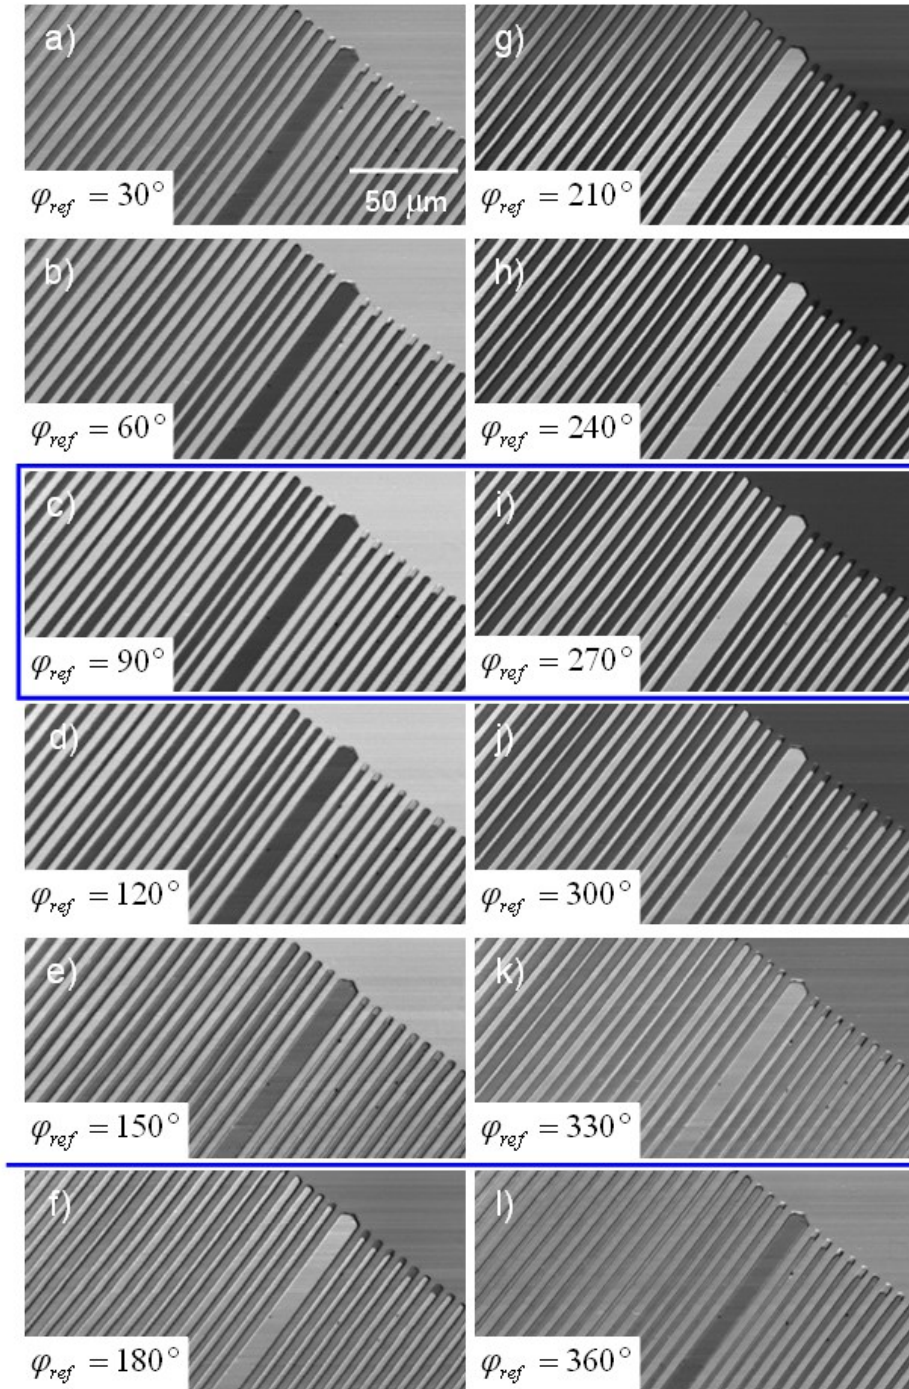 a)
50 μm
φref = 30°
g)
φref = 210°
b)
φref = 60°
h)
φref = 240°
c)
φref = 90°
i)
φref = 270°
d)
φref = 120°
j)
φref = 300°
e)
φref = 150°
k)
φref = 330°
f)
φref = 180°
l)
φref = 360°